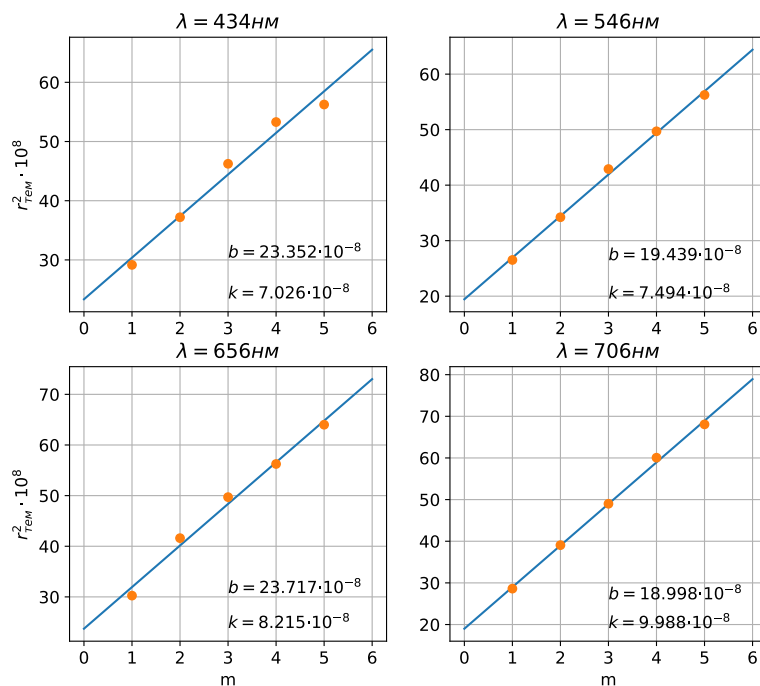 λ = 434нм
r²тем · 10⁸
60
50
40
30
0 1 2 3 4 5 6
b = 23.352·10⁻⁸
k = 7.026·10⁻⁸
λ = 546нм
60
50
40
30
20
0 1 2 3 4 5 6
b = 19.439·10⁻⁸
k = 7.494·10⁻⁸
λ = 656нм
r²тем · 10⁸
70
60
50
40
30
0 1 2 3 4 5 6
m
b = 23.717·10⁻⁸
k = 8.215·10⁻⁸
λ = 706нм
80
70
60
50
40
30
20
0 1 2 3 4 5 6
m
b = 18.998·10⁻⁸
k = 9.988·10⁻⁸